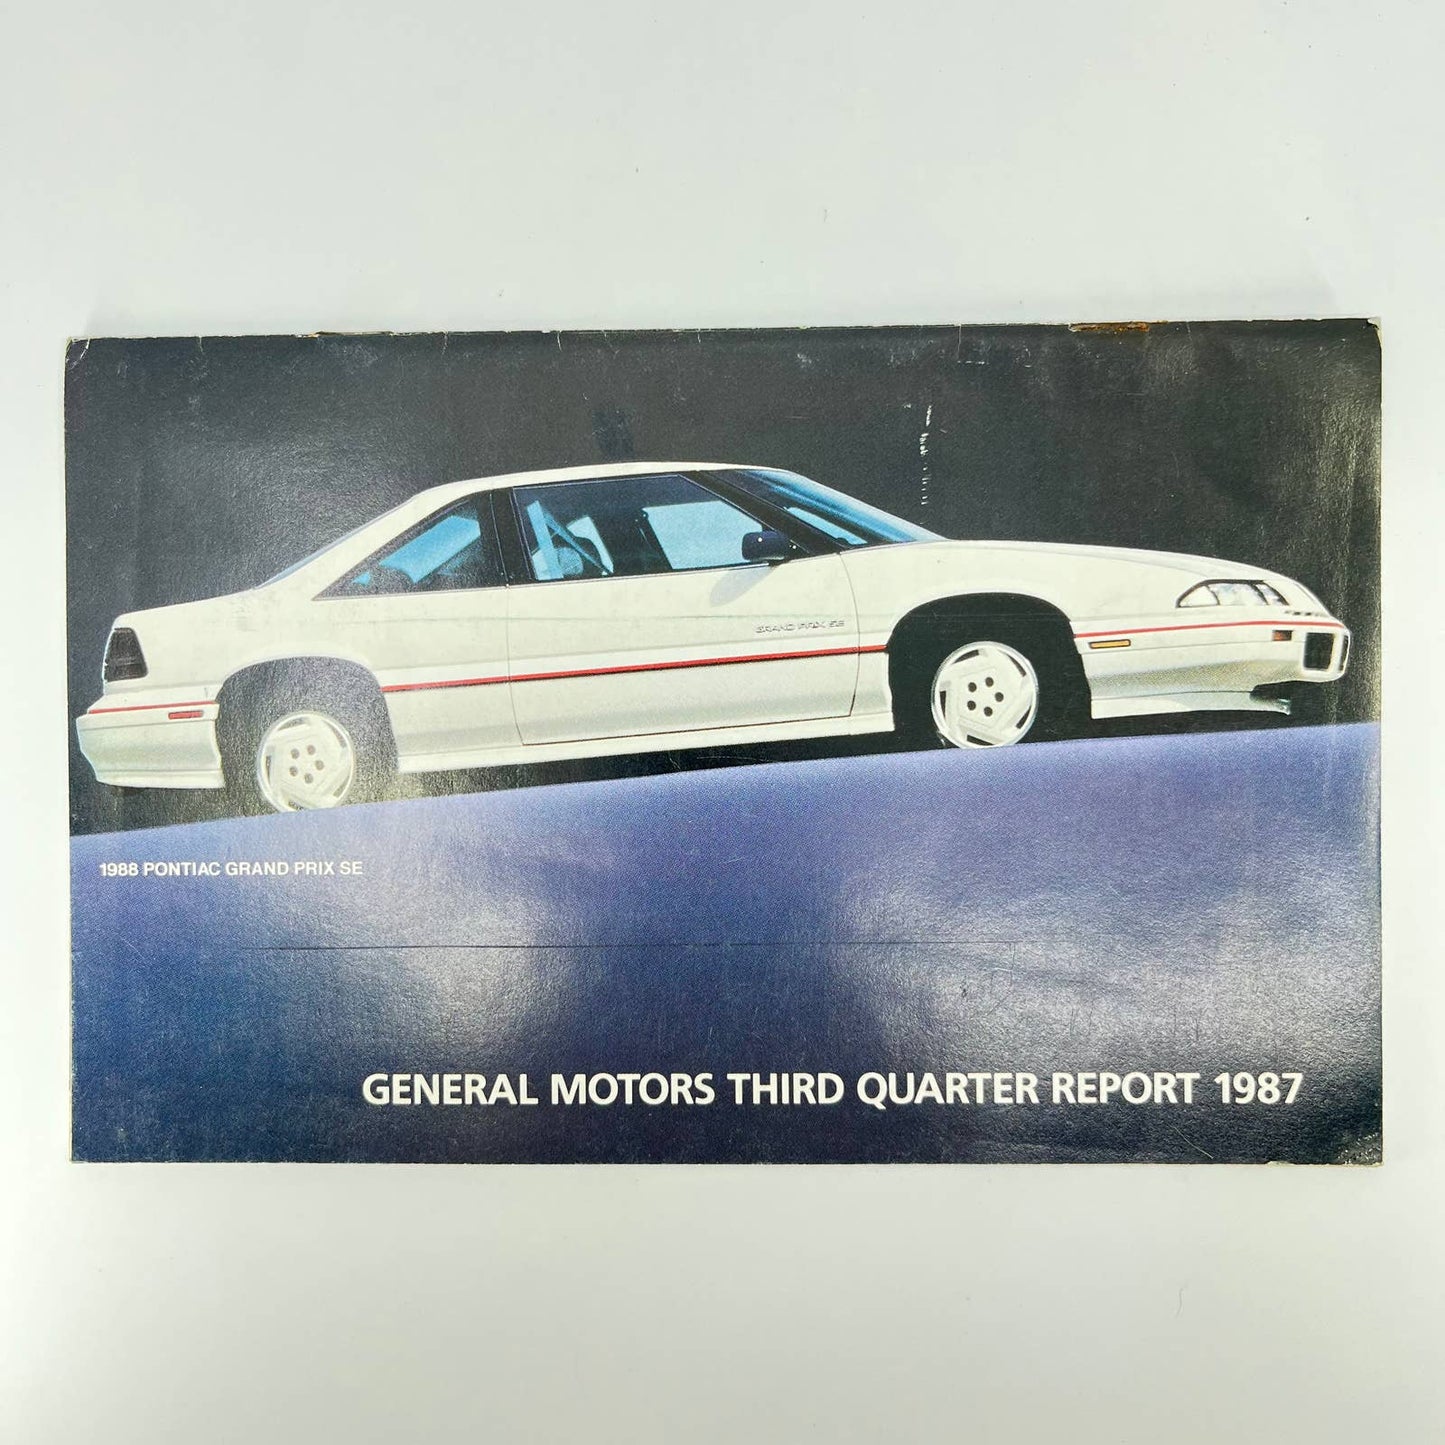 GRAND PRIX SE
1988 PONTIAC GRAND PRIX SE
GENERAL MOTORS THIRD QUARTER REPORT 1987